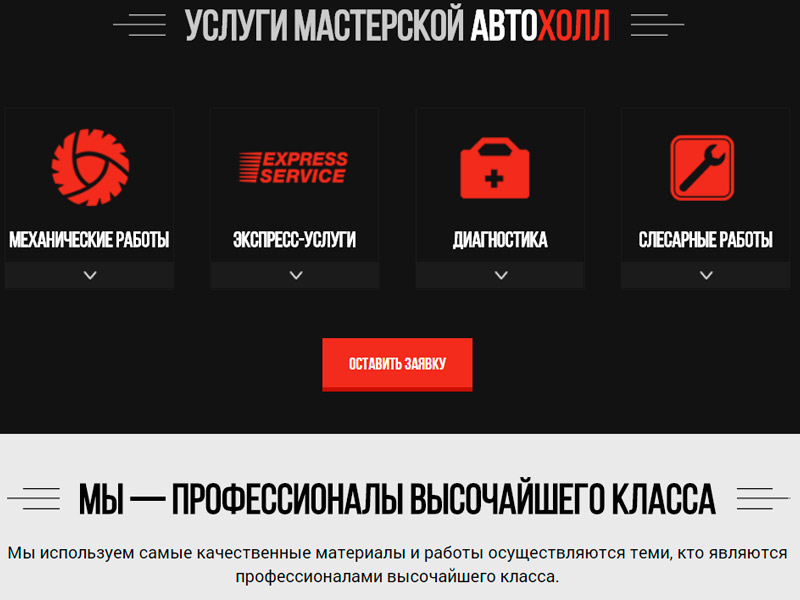 УСЛУГИ МАСТЕРСКОЙ АВТОХОЛЛ
EXPRESS
SERVICE
МЕХАНИЧЕСКИЕ РАБОТЫ
ЭКСПРЕСС-УСЛУГИ
ДИАГНОСТИКА
СЛЕСАРНЫЕ РАБОТЫ
ОСТАВИТЬ ЗАЯВКУ
МЫ — ПРОФЕССИОНАЛЫ ВЫСОЧАЙШЕГО КЛАССА
Мы используем самые качественные материалы и работы осуществляются теми, кто являются
профессионалами высочайшего класса.